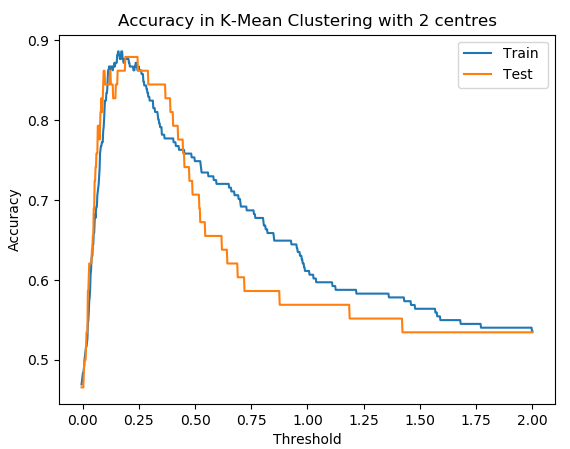 Accuracy in K-Mean Clustering with 2 centres
Train
Test
0.9
0.8
0.7
0.6
0.5
Accuracy
0.00 0.25 0.50 0.75 1.00 1.25 1.50 1.75 2.00
Threshold